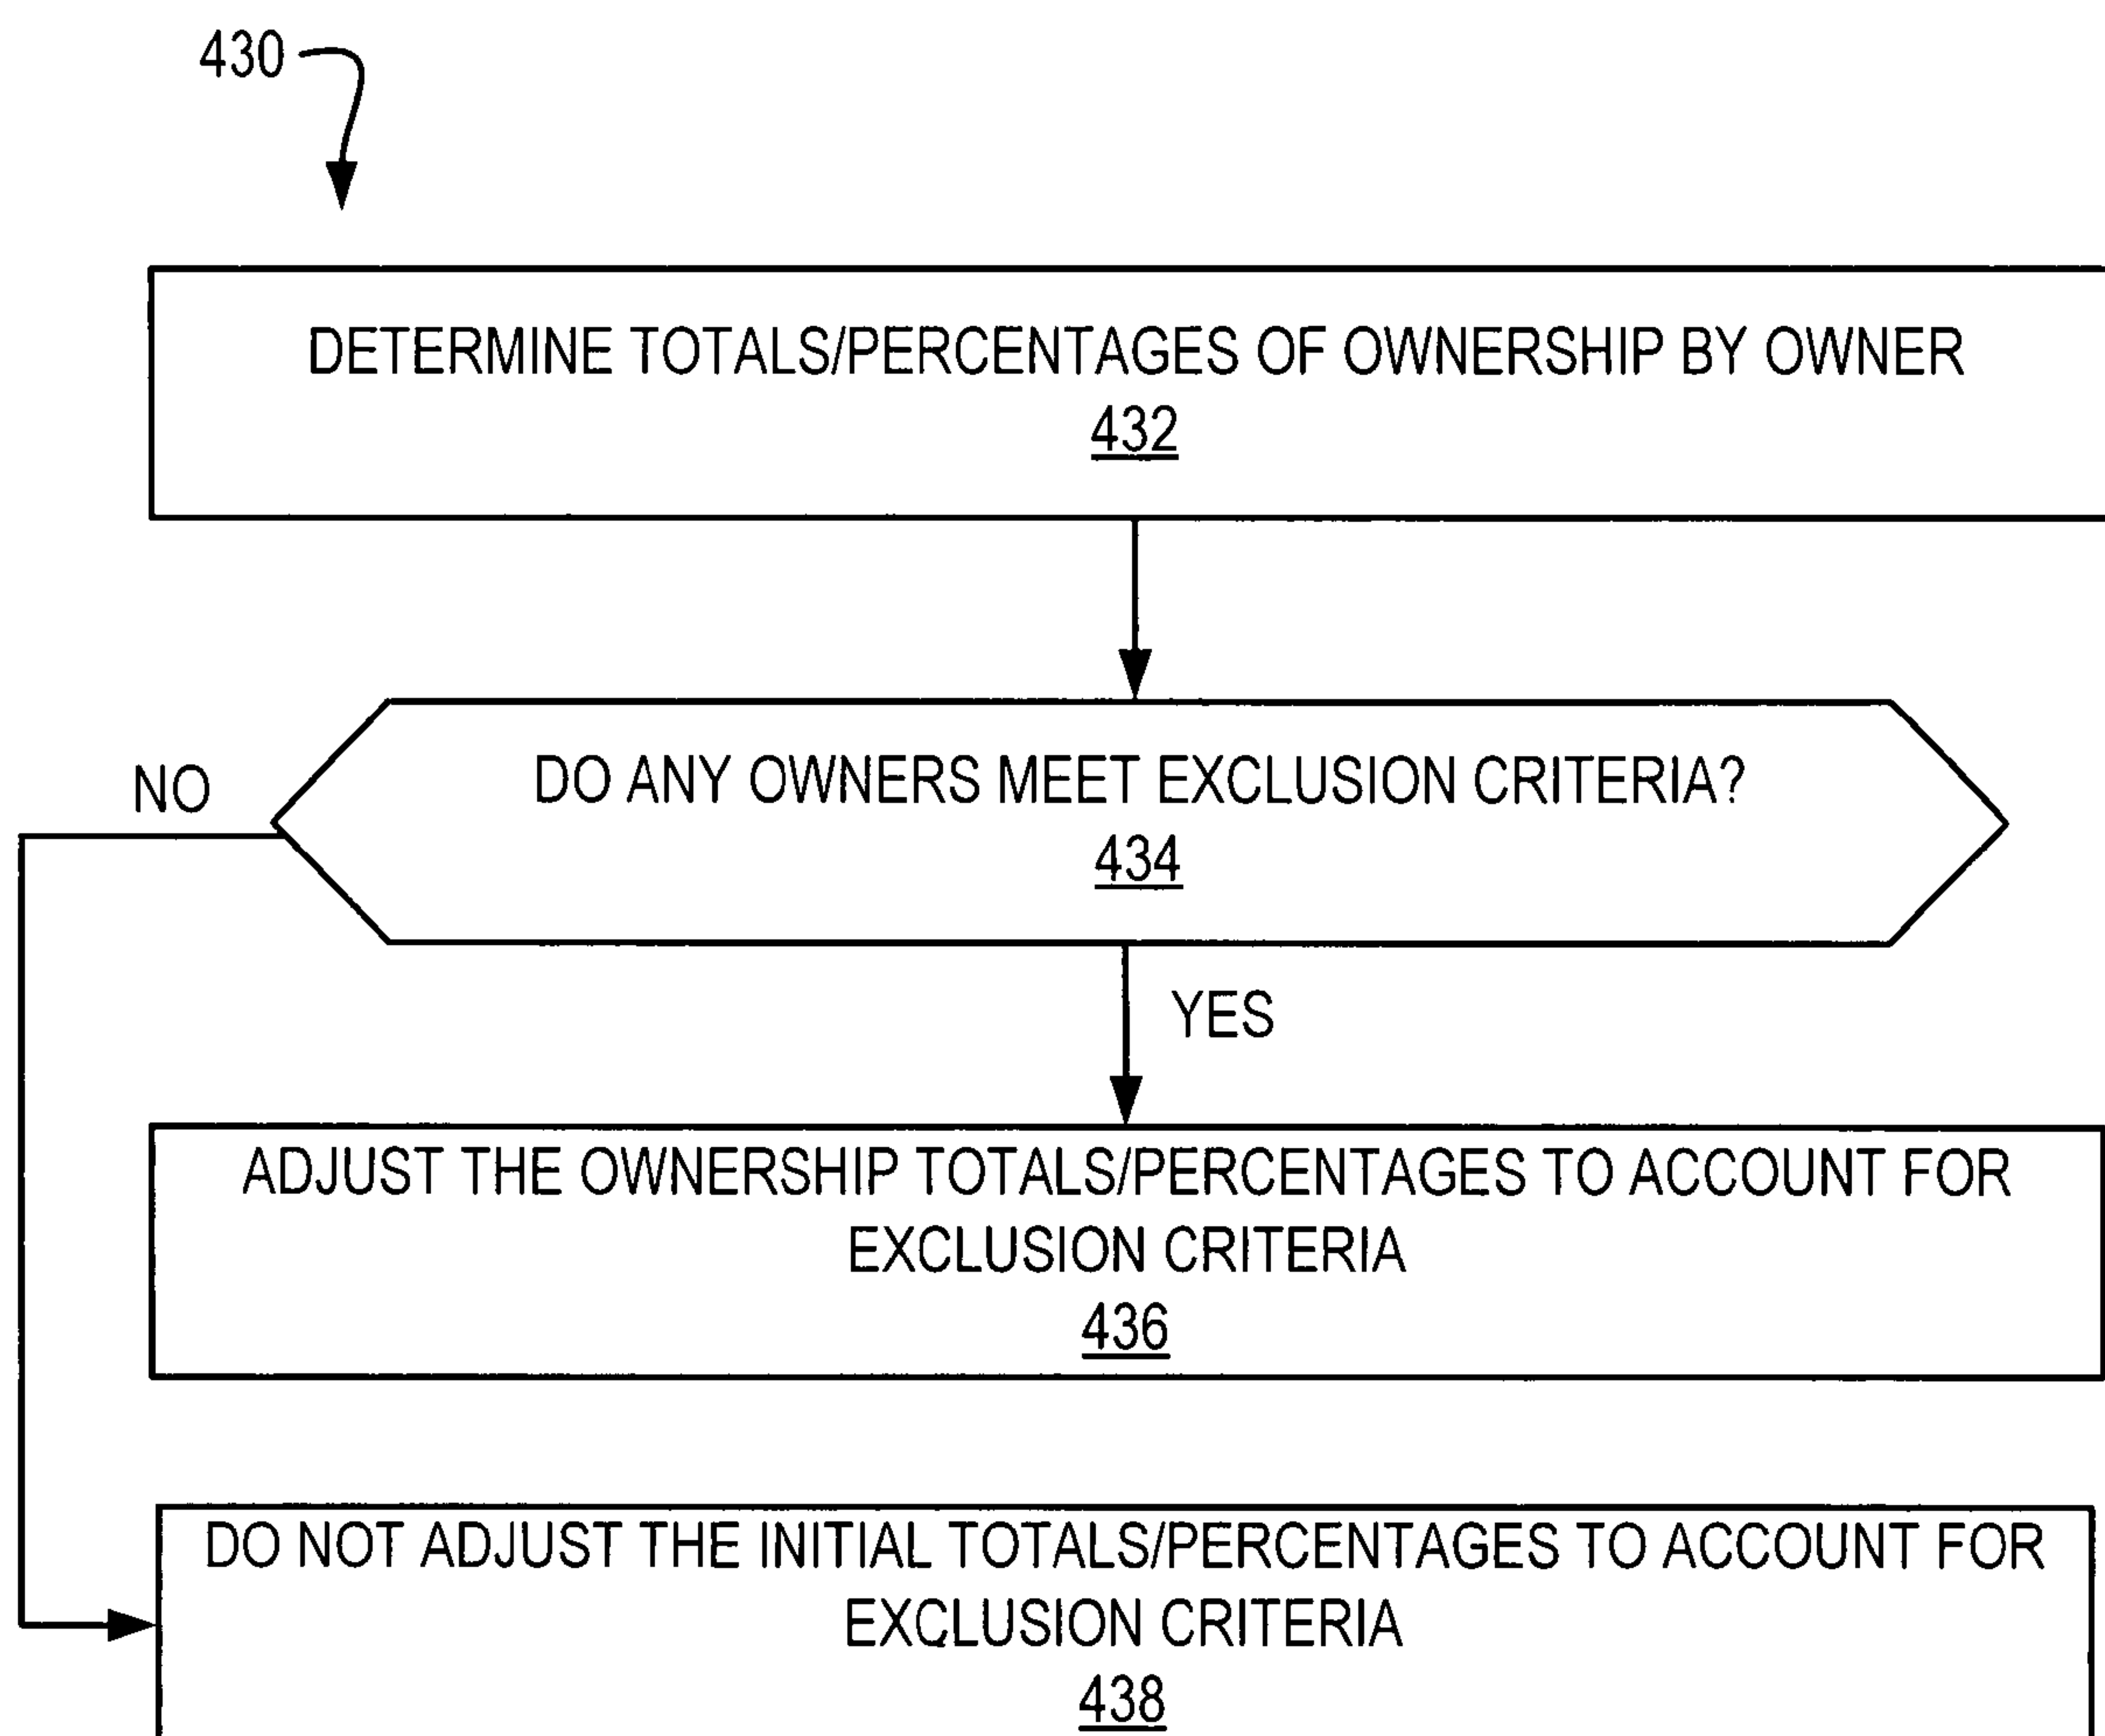 430
DETERMINE TOTALS/PERCENTAGES OF OWNERSHIP BY OWNER
432
DO ANY OWNERS MEET EXCLUSION CRITERIA?
434
NO
YES
ADJUST THE OWNERSHIP TOTALS/PERCENTAGES TO ACCOUNT FOR
EXCLUSION CRITERIA
436
DO NOT ADJUST THE INITIAL TOTALS/PERCENTAGES TO ACCOUNT FOR
EXCLUSION CRITERIA
438